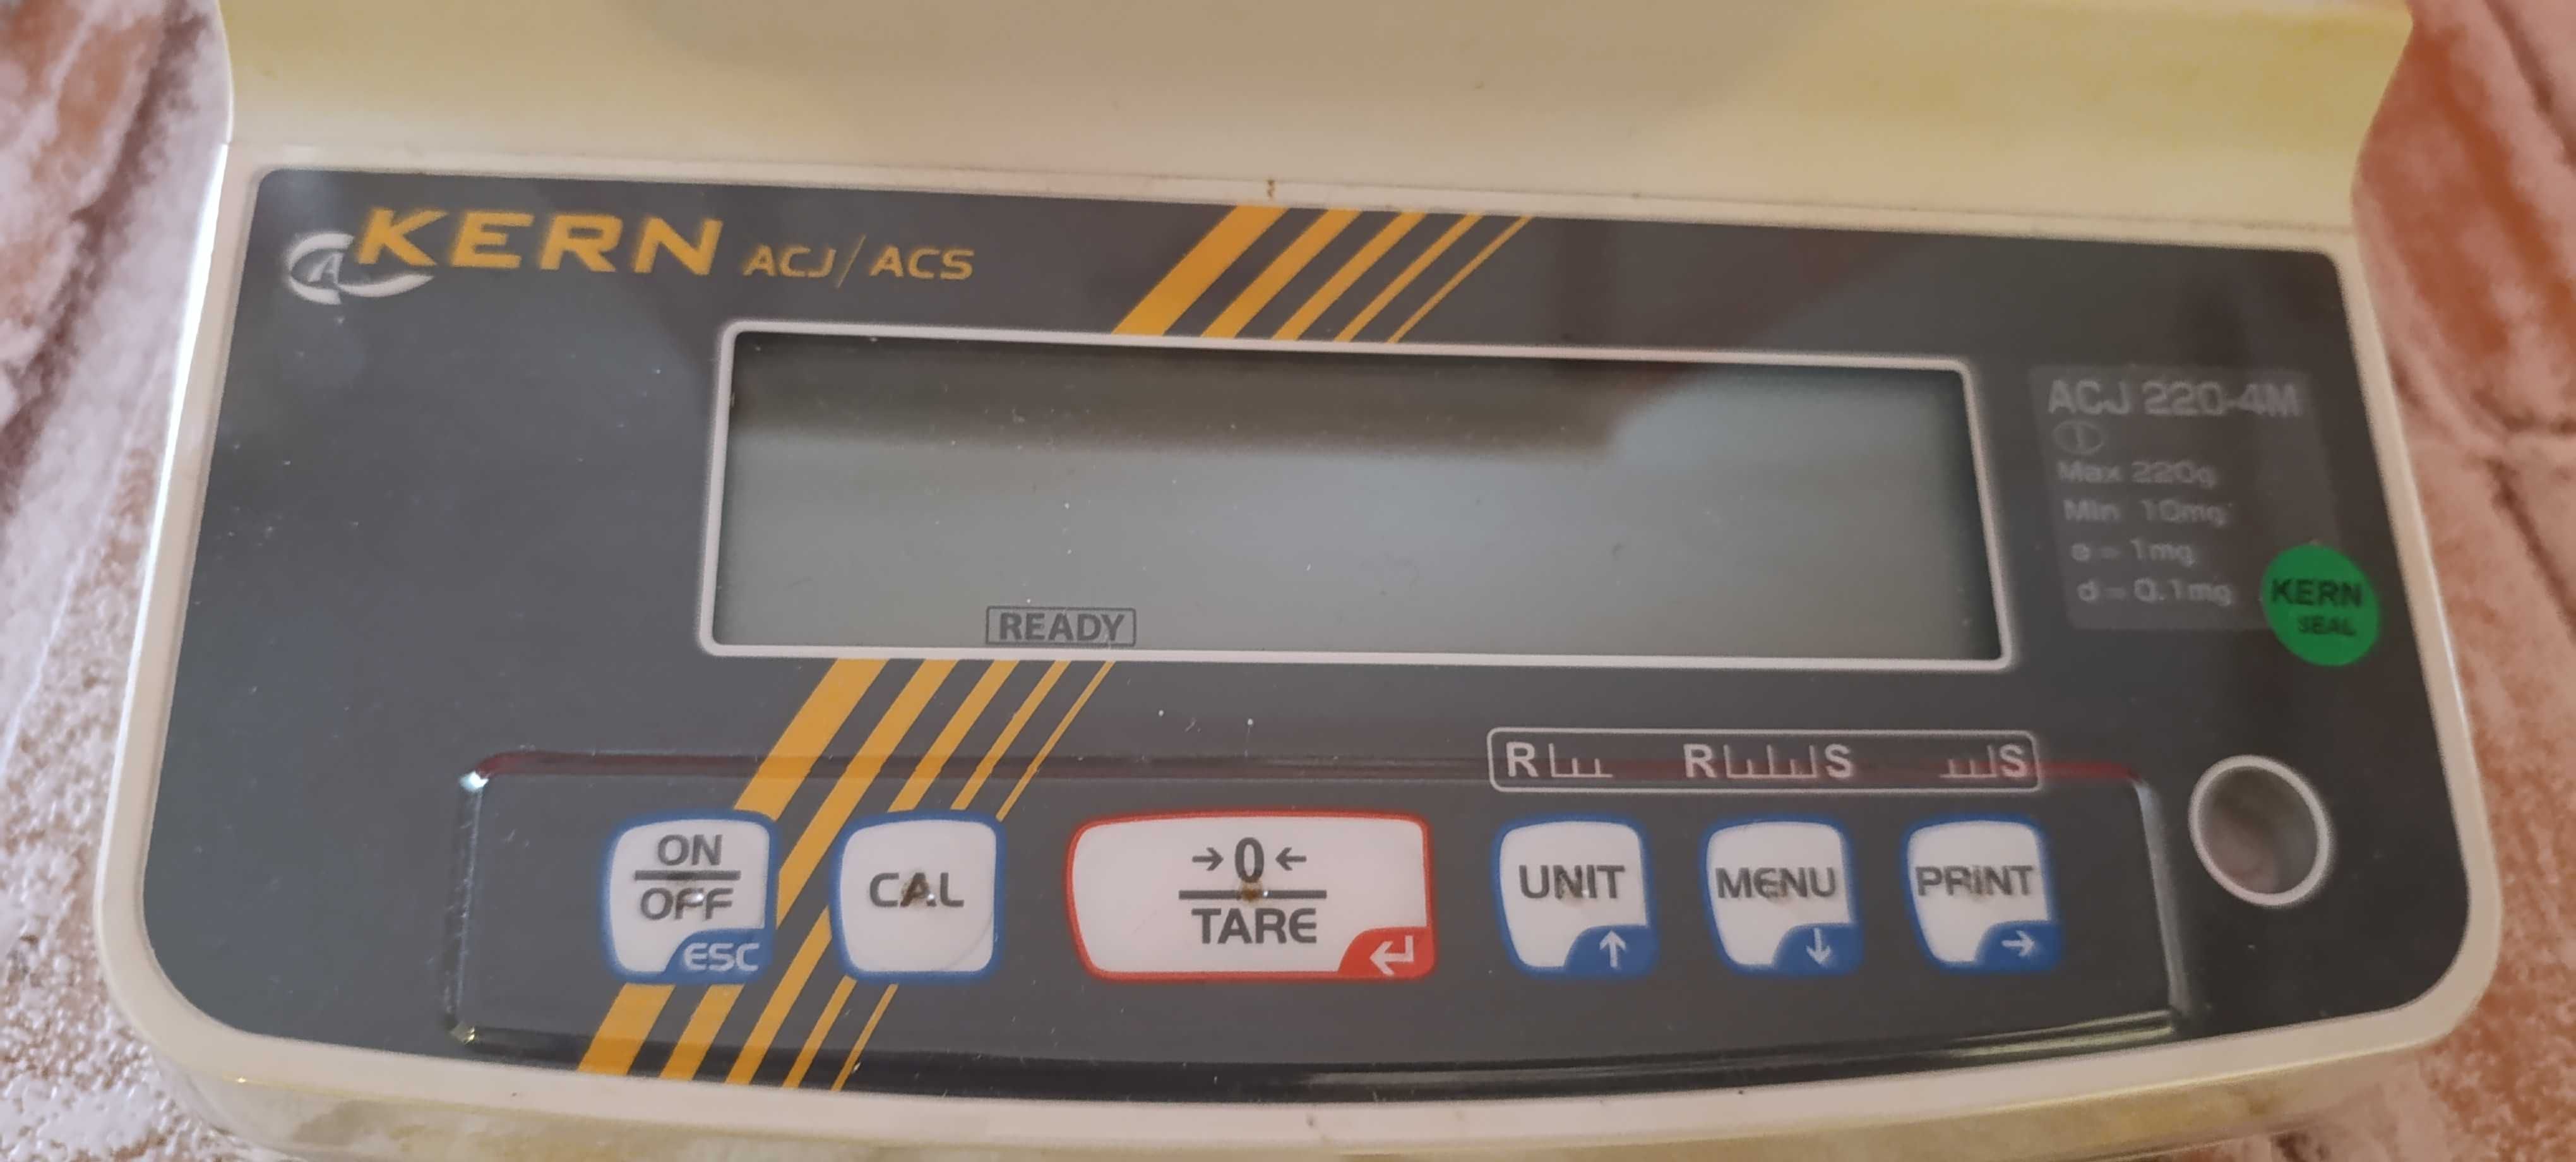 KERN ACJ/ACS
ACJ 220-4M
Max 220g
Min 10mg
e = 1mg
d = 0.1mg
KERN
SEAL
READY
R R S S
ON
OFF
ESC
CAL
→0←
TARE
UNIT
MENU
PRINT